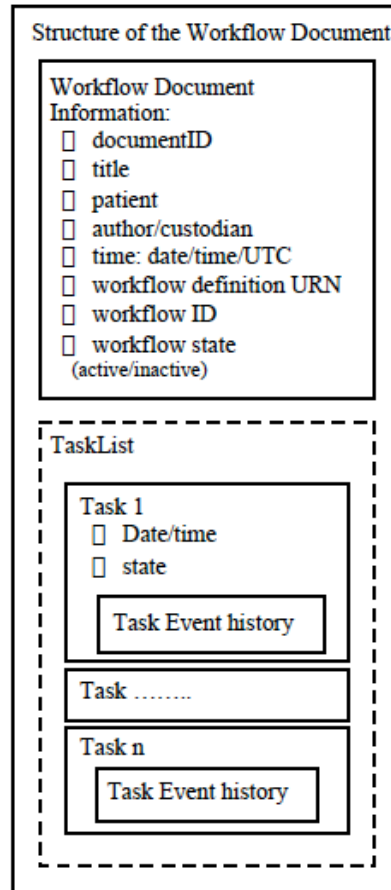 Structure of the Workflow Document
Workflow Document
Information:
▯ documentID
▯ title
▯ patient
▯ author/custodian
▯ time: date/time/UTC
▯ workflow definition URN
▯ workflow ID
▯ workflow state
(active/inactive)
TaskList
Task 1
▯ Date/time
▯ state
Task Event history
Task ........
Task n
Task Event history